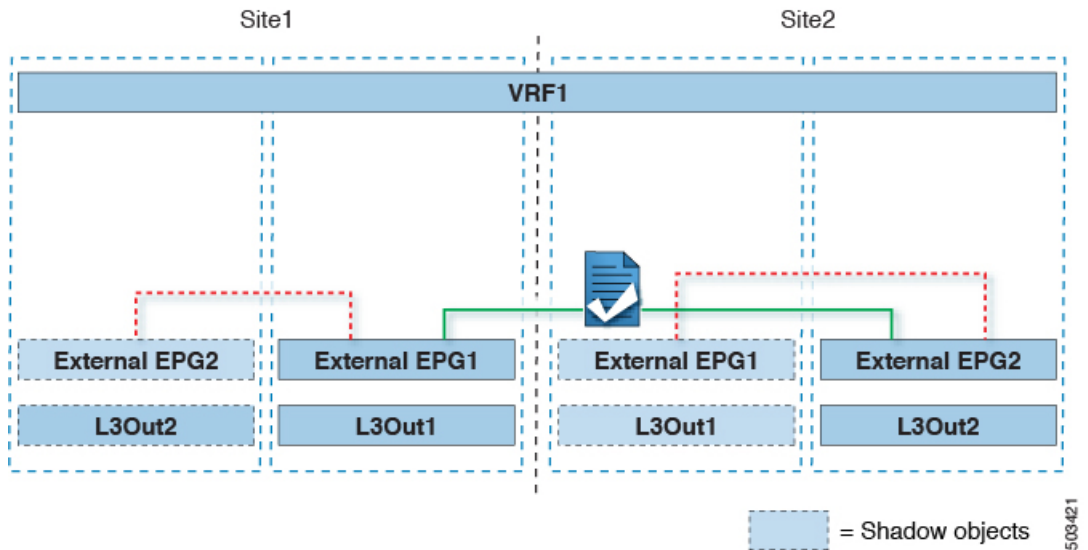 Site1
Site2
VRF1
External EPG2
External EPG1
External EPG1
External EPG2
L3Out2
L3Out1
L3Out1
L3Out2
= Shadow objects
503421